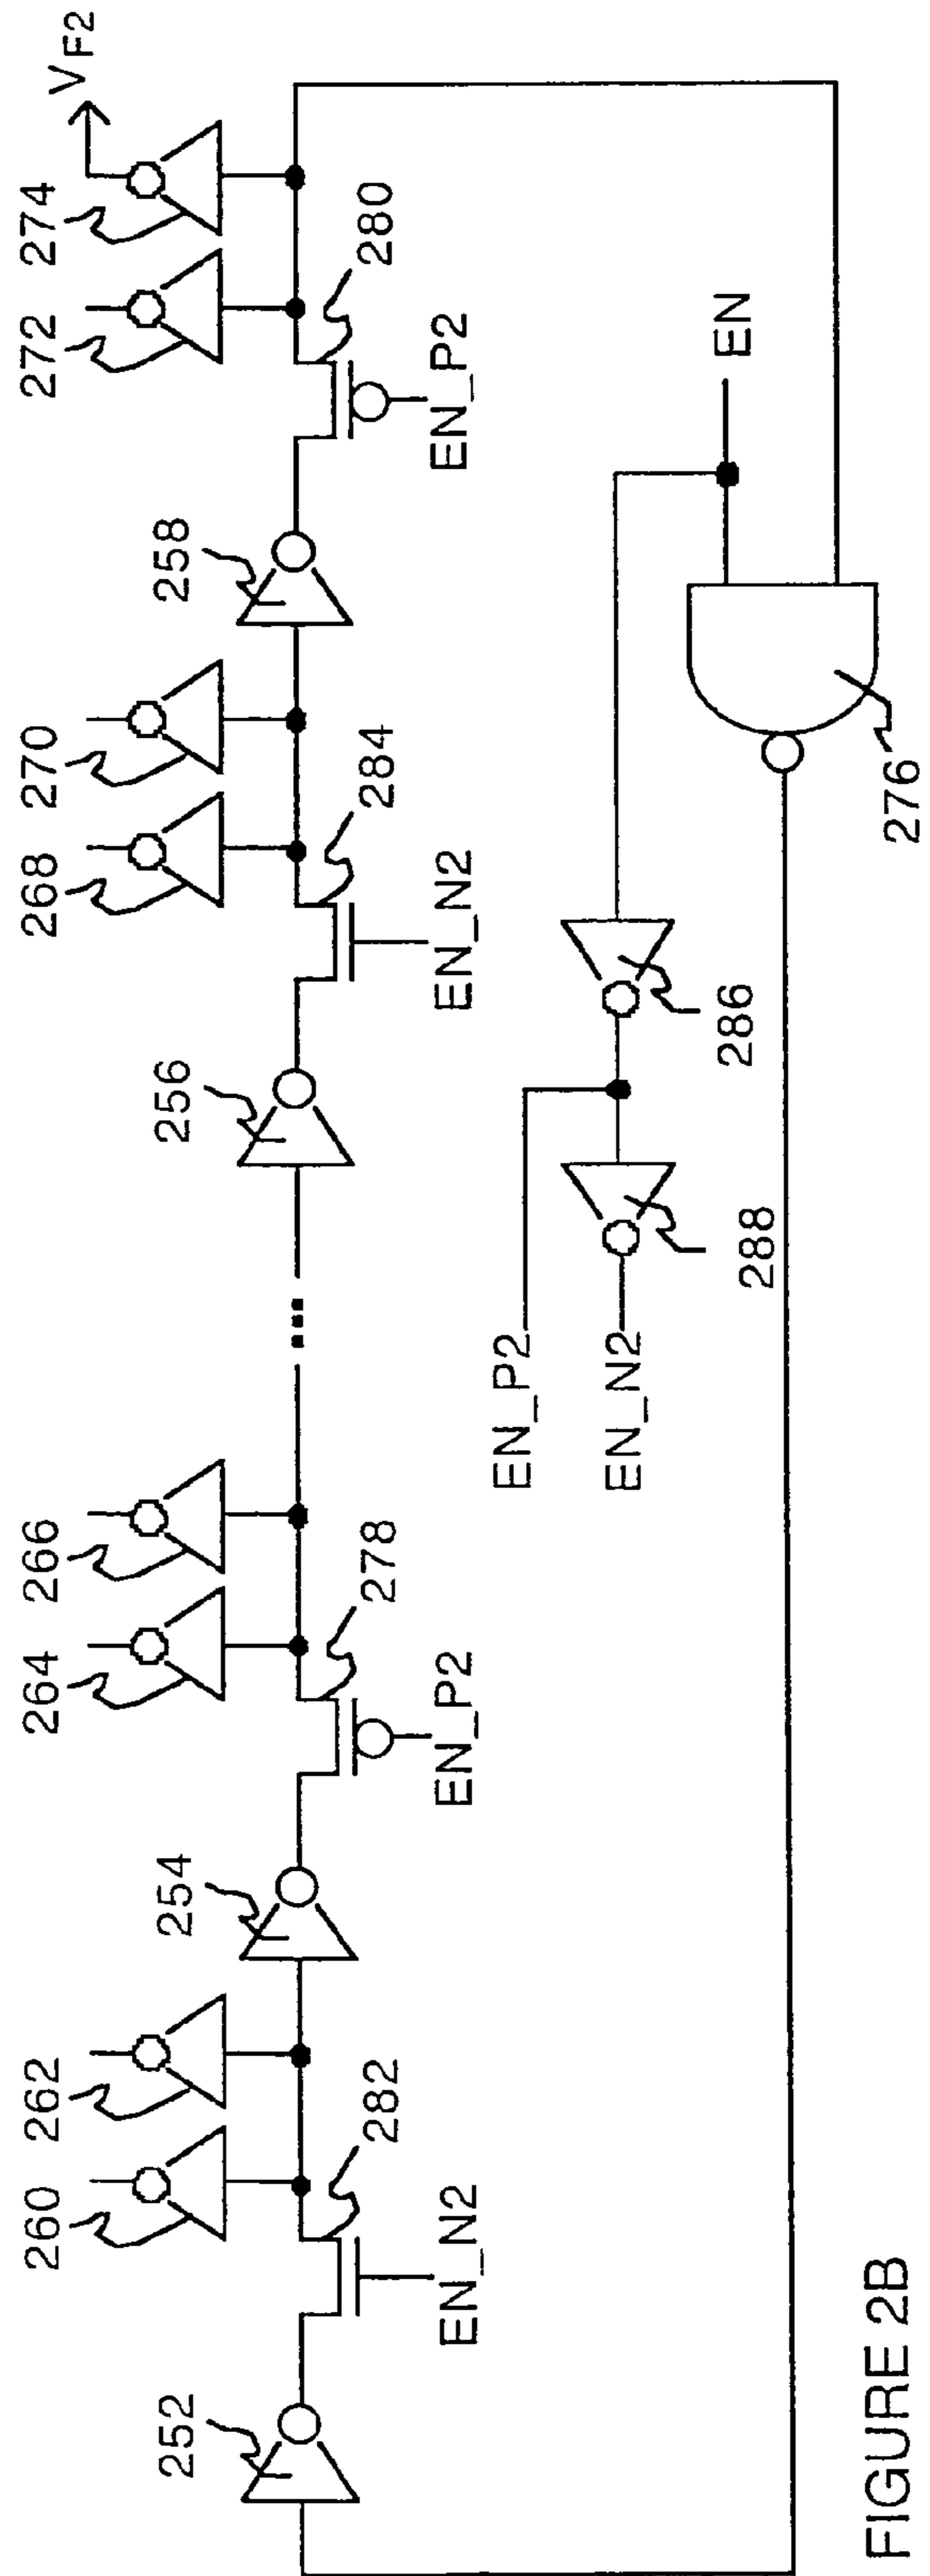 260 262 264 266 268 270 272 274 VF2
252 254 256 258
282 278 284 280
EN_N2 EN_P2 EN_N2 EN_P2
EN_P2
EN_N2
EN
288 286
276
FIGURE 2B